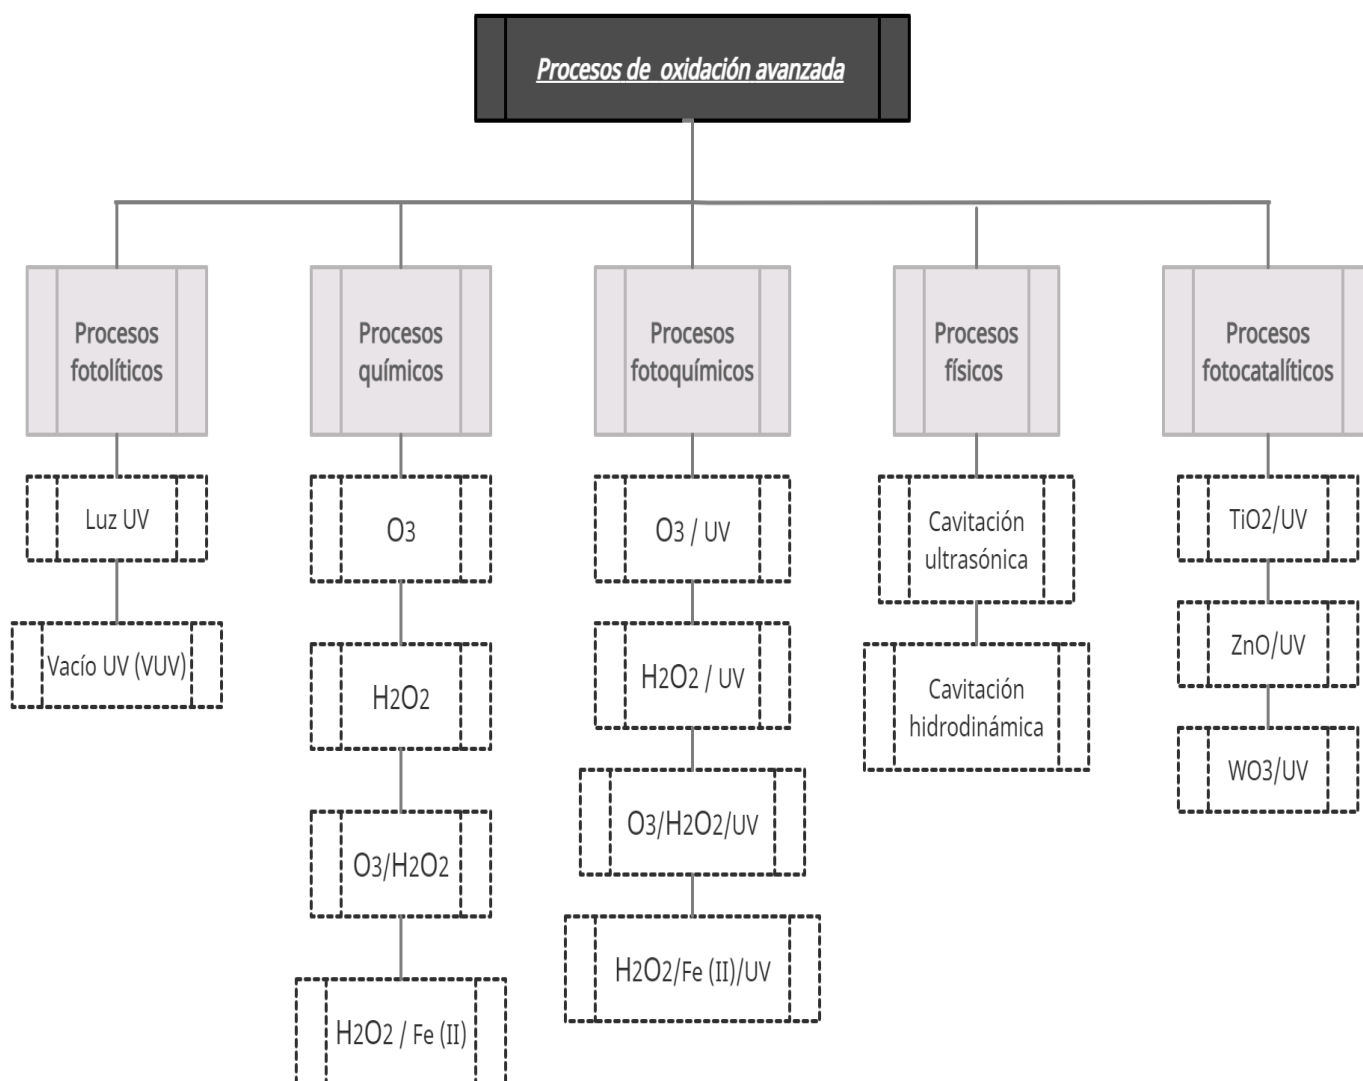 Procesos de oxidación avanzada
Procesos
fotolíticos
Luz UV
Vacío UV (VUV)
Procesos
químicos
O3
H2O2
O3/H2O2
H2O2 / Fe (II)
Procesos
fotoquímicos
O3 / UV
H2O2 / UV
O3/H2O2/UV
H2O2/Fe (II)/UV
Procesos
físicos
Cavitación
ultrasónica
Cavitación
hidrodinámica
Procesos
fotocatalíticos
TiO2/UV
ZnO/UV
WO3/UV